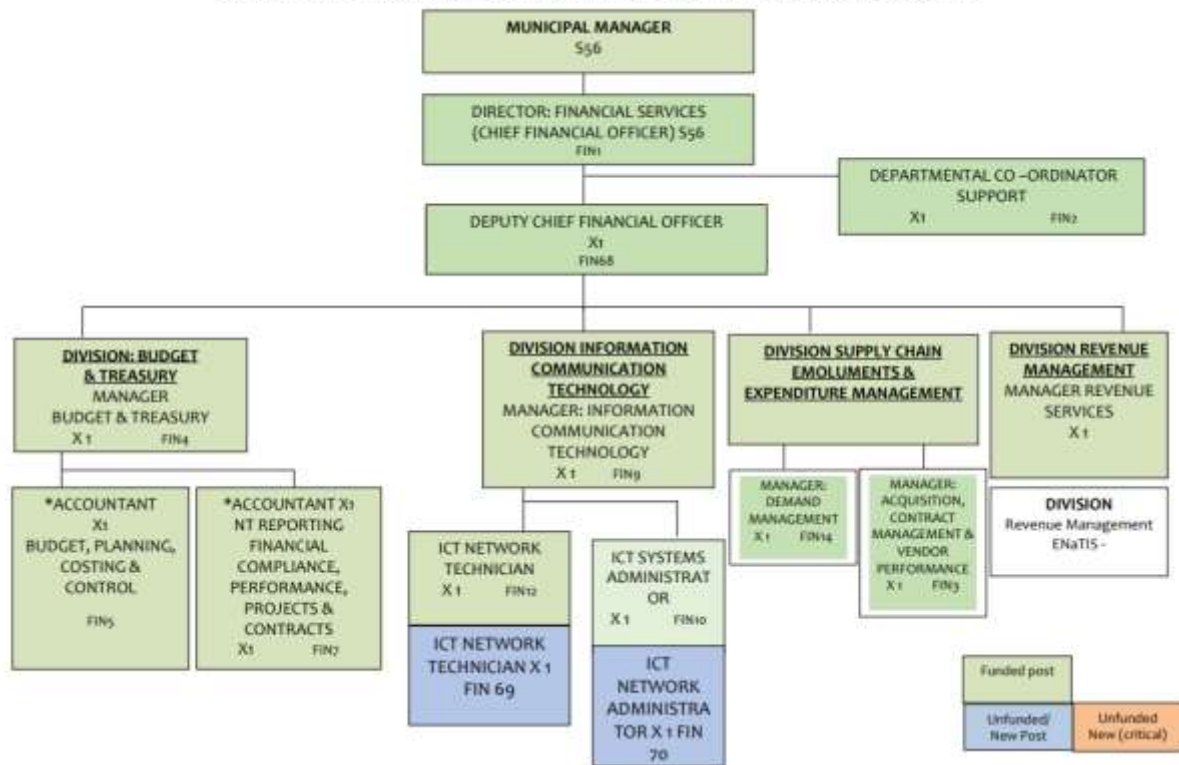 MUNICIPAL MANAGER
S56
DIRECTOR: FINANCIAL SERVICES
(CHIEF FINANCIAL OFFICER) S56
FIN1
DEPARTMENTAL CO –ORDINATOR
SUPPORT
X1 FIN2
DEPUTY CHIEF FINANCIAL OFFICER
X1
FIN68
DIVISION: BUDGET
& TREASURY
MANAGER
BUDGET & TREASURY
X 1 FIN4
DIVISION INFORMATION
COMMUNICATION
TECHNOLOGY
MANAGER: INFORMATION
COMMUNICATION
TECHNOLOGY
X 1 FIN9
DIVISION SUPPLY CHAIN
EMOLUMENTS &
EXPENDITURE MANAGEMENT
DIVISION REVENUE
MANAGEMENT
MANAGER REVENUE
SERVICES
X 1
*ACCOUNTANT
X1
BUDGET, PLANNING,
COSTING &
CONTROL
FIN5
*ACCOUNTANT X1
NT REPORTING
FINANCIAL
COMPLIANCE,
PERFORMANCE,
PROJECTS &
CONTRACTS
X1 FIN7
ICT NETWORK
TECHNICIAN
X 1 FIN12
ICT NETWORK
TECHNICIAN X 1
FIN 69
ICT SYSTEMS
ADMINISTRAT
OR
X 1 FIN10
ICT
NETWORK
ADMINISTRA
TOR X 1 FIN
70
MANAGER:
DEMAND
MANAGEMENT
X 1 FIN14
MANAGER:
ACQUISITION,
CONTRACT
MANAGEMENT &
VENDOR
PERFORMANCE
X 1 FIN3
DIVISION
Revenue Management
ENaTIS -
Funded post
Unfunded/
New Post
Unfunded
New (critical)